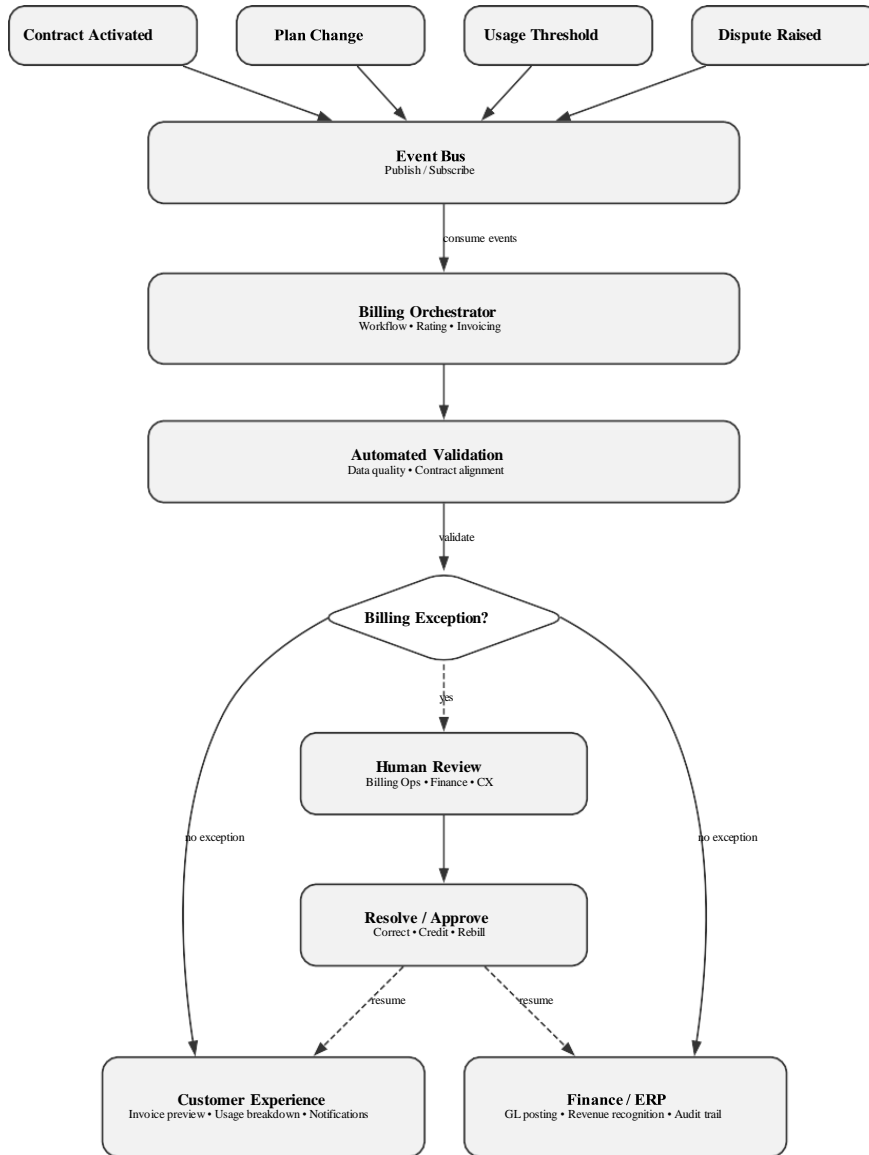 Contract Activated
Plan Change
Usage Threshold
Dispute Raised
Event Bus
Publish / Subscribe
consume events
Billing Orchestrator
Workflow • Rating • Invoicing
Automated Validation
Data quality • Contract alignment
validate
Billing Exception?
yes
Human Review
Billing Ops • Finance • CX
no exception
no exception
Resolve / Approve
Correct • Credit • Rebill
resume
resume
Customer Experience
Invoice preview • Usage breakdown • Notifications
Finance / ERP
GL posting • Revenue recognition • Audit trail